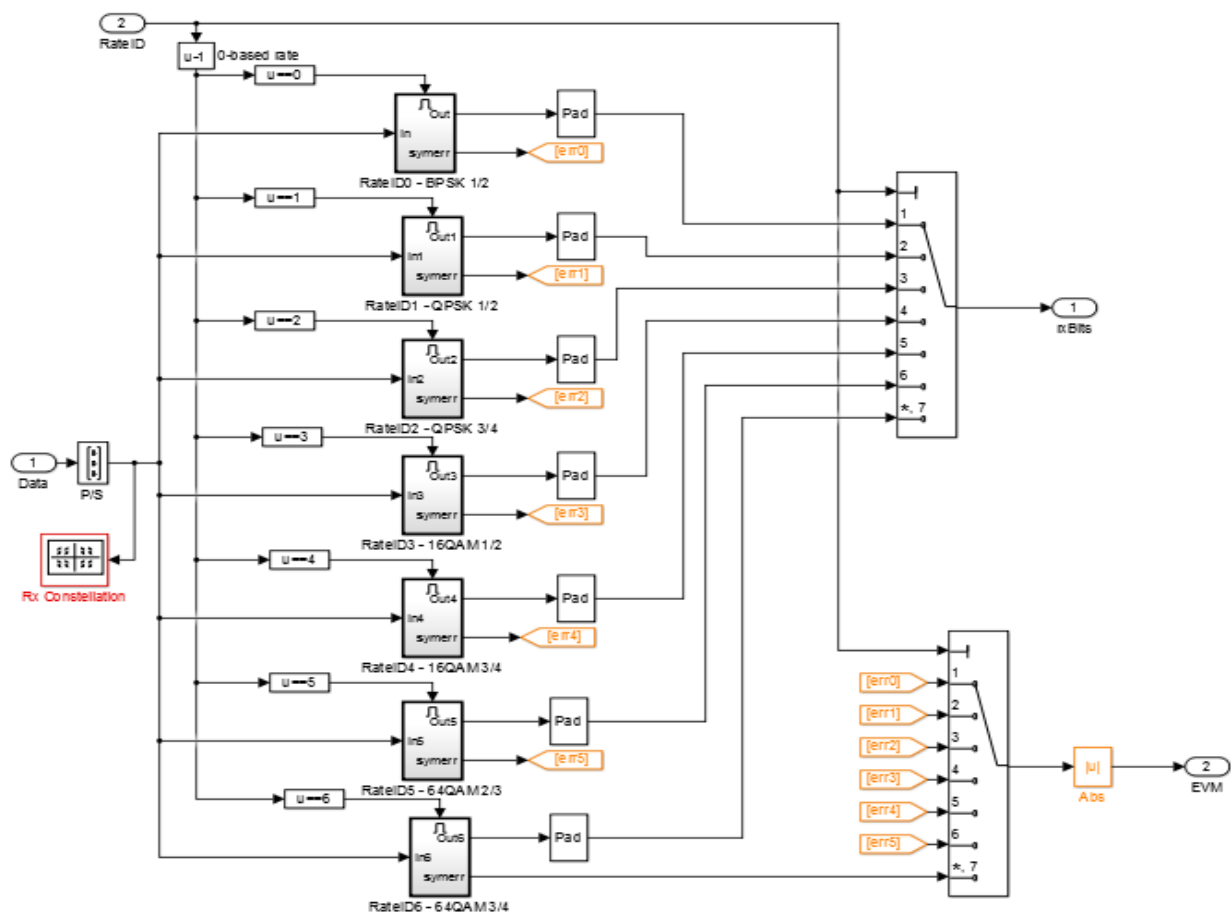 2
RateID
u-1
0-based rate
u==0
Out
In
symerr
Pad
[err0]
RateID0 - BPSK 1/2
u==1
Out1
In1
symerr
Pad
[err1]
RateID1 - QPSK 1/2
u==2
Out2
In2
symerr
Pad
[err2]
RateID2 - QPSK 3/4
u==3
Out3
In3
symerr
Pad
[err3]
RateID3 - 16QAM 1/2
u==4
Out4
In4
symerr
Pad
[err4]
RateID4 - 16QAM 3/4
u==5
Out5
In5
symerr
Pad
[err5]
RateID5 - 64QAM 2/3
u==6
Out6
In6
symerr
Pad
RateID6 - 64QAM 3/4
1
Data
P/S
Rx Constellation
1
2
3
4
5
6
*, 7
1
rxBits
[err0]
[err1]
[err2]
[err3]
[err4]
[err5]
1
2
3
4
5
6
*, 7
|u|
Abs
2
EVM